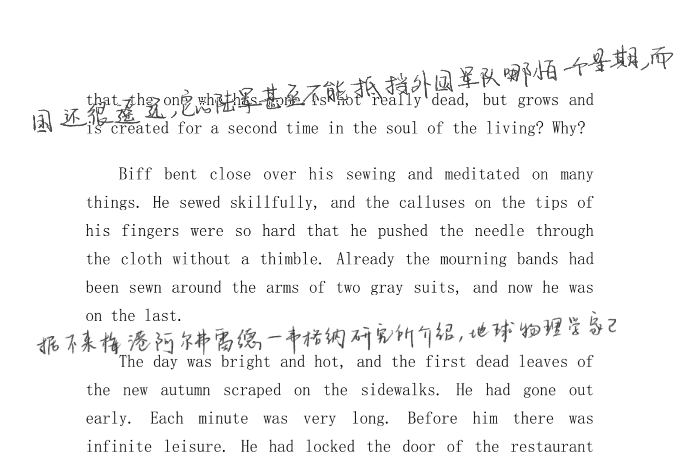 它的陆军甚至不能抵挡外国军队哪怕一个星期,而
国还很遥远,
that the one who has gone is not really dead, but grows and
is created for a second time in the soul of the living? Why?
Biff bent close over his sewing and meditated on many
things. He sewed skillfully, and the calluses on the tips of
his fingers were so hard that he pushed the needle through
the cloth without a thimble. Already the mourning bands had
been sewn around the arms of two gray suits, and now he was
on the last.
据不来梅港阿尔弗雷德—韦格纳研究所介绍,地球物理学家已
The day was bright and hot, and the first dead leaves of
the new autumn scraped on the sidewalks. He had gone out
early. Each minute was very long. Before him there was
infinite leisure. He had locked the door of the restaurant